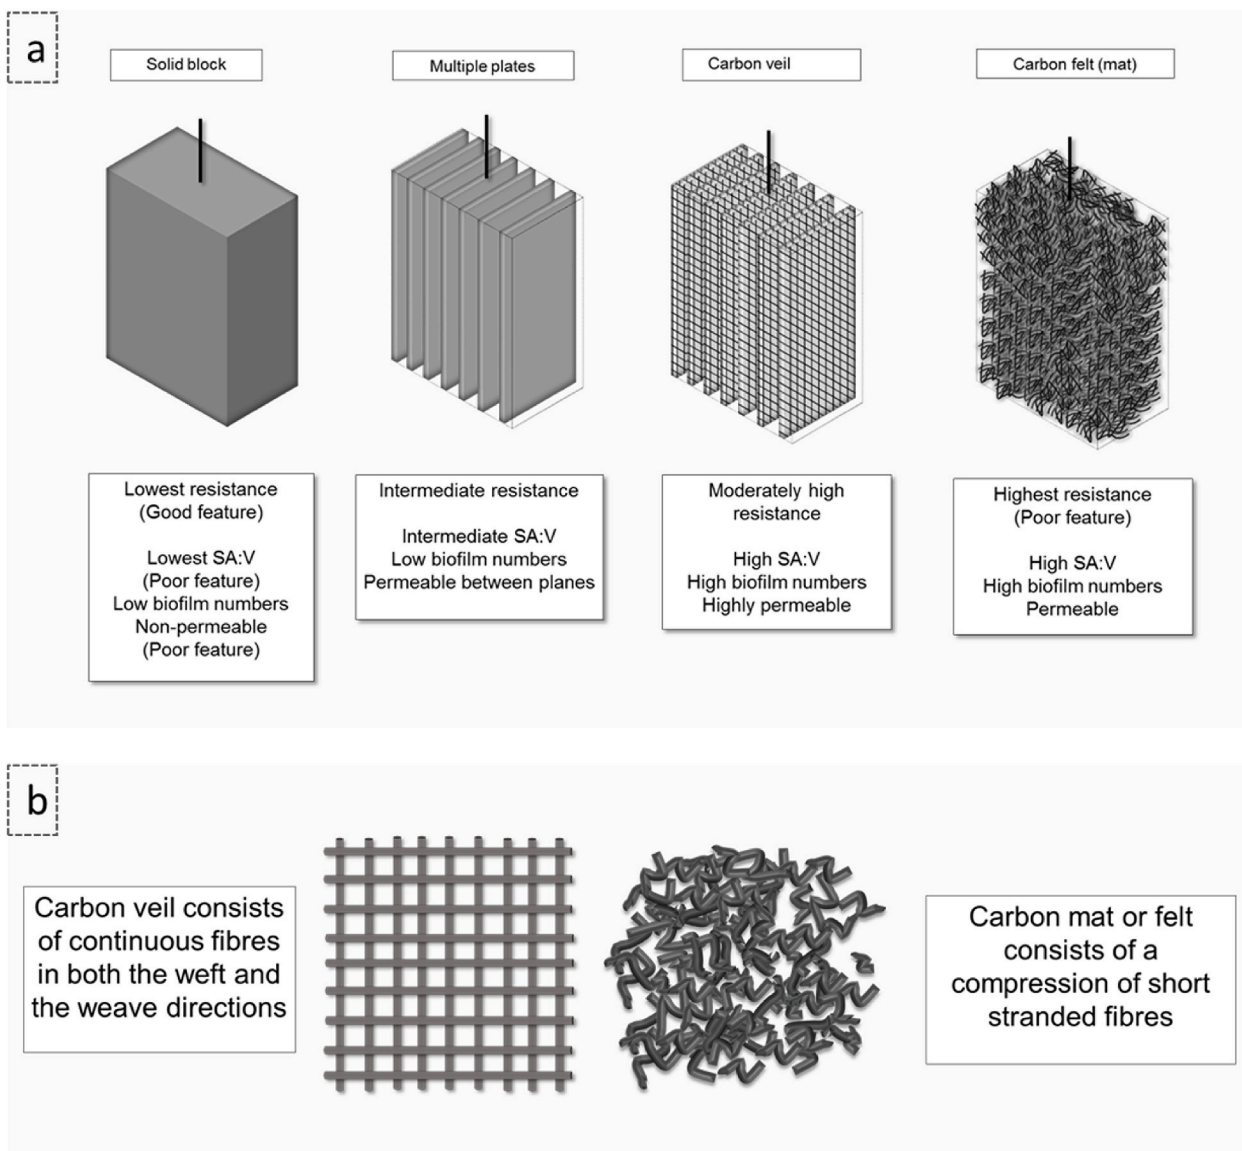 a
Solid block
Multiple plates
Carbon veil
Carbon felt (mat)
Lowest resistance
(Good feature)
Lowest SA:V
(Poor feature)
Low biofilm numbers
Non-permeable
(Poor feature)
Intermediate resistance
Intermediate SA:V
Low biofilm numbers
Permeable between planes
Moderately high
resistance
High SA:V
High biofilm numbers
Highly permeable
Highest resistance
(Poor feature)
High SA:V
High biofilm numbers
Permeable
b
Carbon veil consists
of continuous fibres
in both the weft and
the weave directions
Carbon mat or felt
consists of a
compression of short
stranded fibres